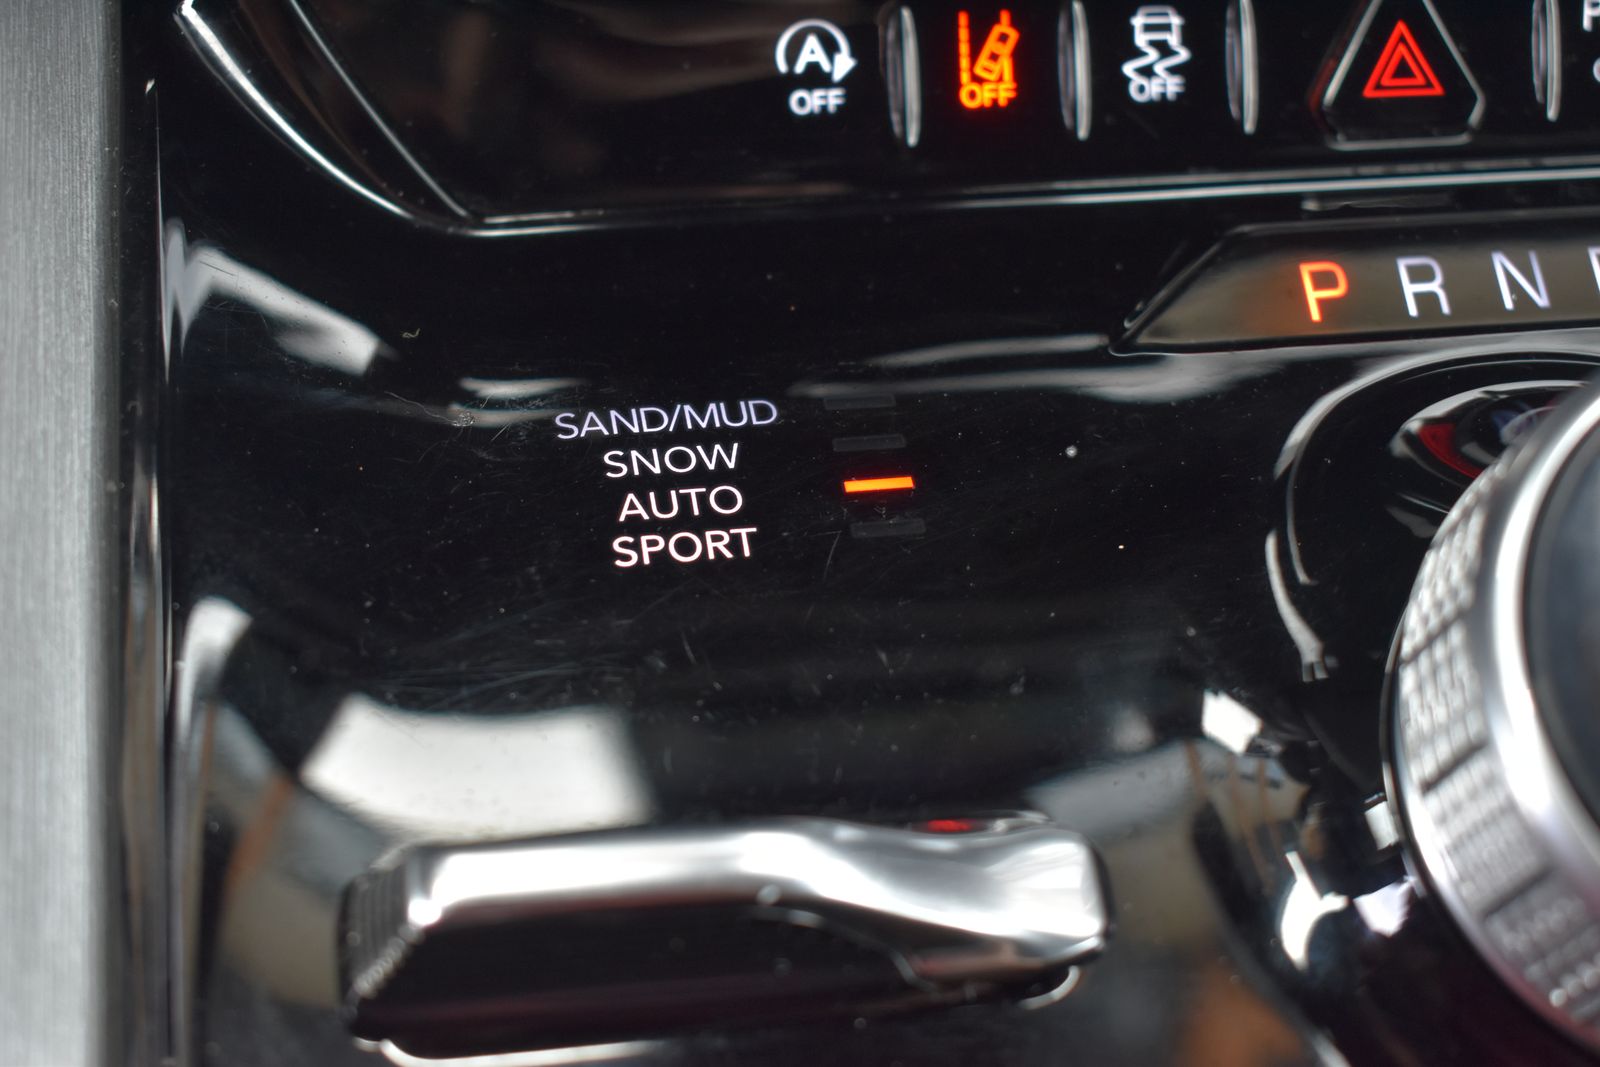 A
OFF
OFF
OFF
P R N
SAND/MUD
SNOW
AUTO
SPORT